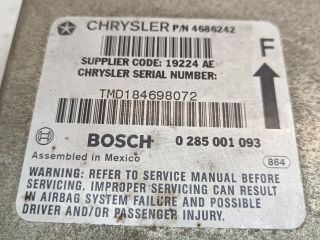 CHRYSLER P/N 4686242
SUPPLIER CODE: 19224 AE
CHRYSLER SERIAL NUMBER:
F
TMD184698072
BOSCH 0 285 001 093
Assembled in Mexico
864
WARNING: REFER TO SERVICE MANUAL BEFORE
SERVICING. IMPROPER SERVICING CAN RESULT
IN AIRBAG SYSTEM FAILURE AND POSSIBLE
DRIVER AND/OR PASSENGER INJURY.